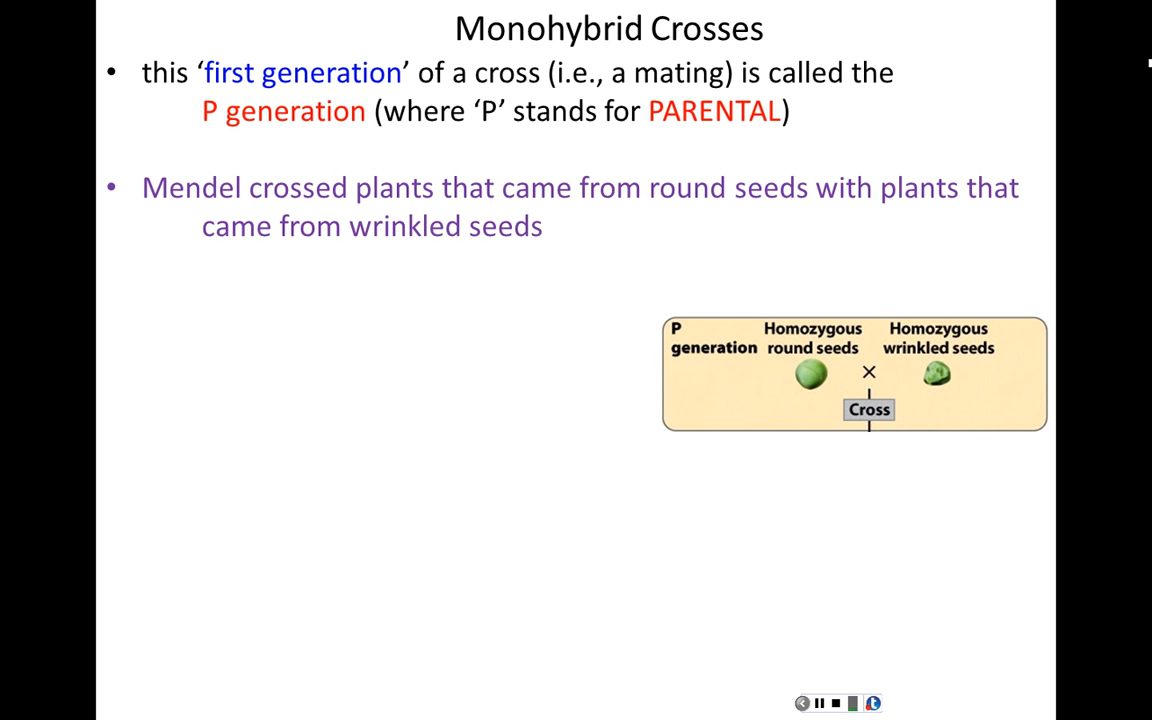 Monohybrid Crosses
• this ‘first generation’ of a cross (i.e., a mating) is called the
P generation (where ‘P’ stands for PARENTAL)
• Mendel crossed plants that came from round seeds with plants that
came from wrinkled seeds
P generation
Homozygous round seeds
×
Homozygous wrinkled seeds
Cross